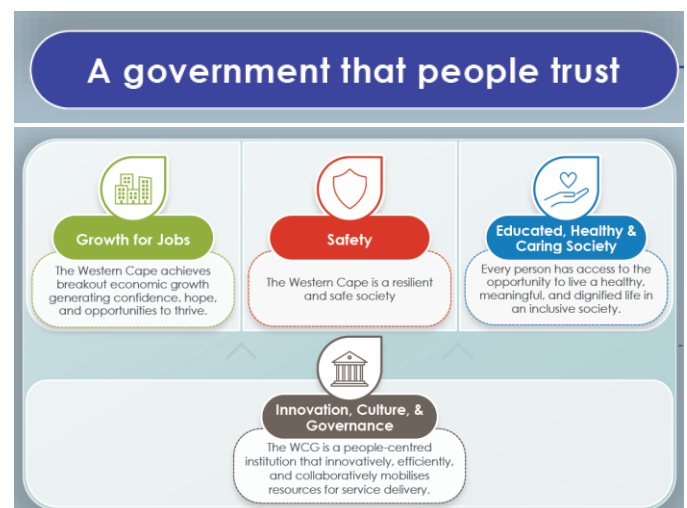 A government that people trust
Growth for Jobs
The Western Cape achieves
breakout economic growth
generating confidence, hope,
and opportunities to thrive.
Safety
The Western Cape is a resilient
and safe society
Educated, Healthy &
Caring Society
Every person has access to the
opportunity to live a healthy,
meaningful, and dignified life in
an inclusive society.
Innovation, Culture, &
Governance
The WCG is a people-centred
institution that innovatively, efficiently,
and collaboratively mobilises
resources for service delivery.